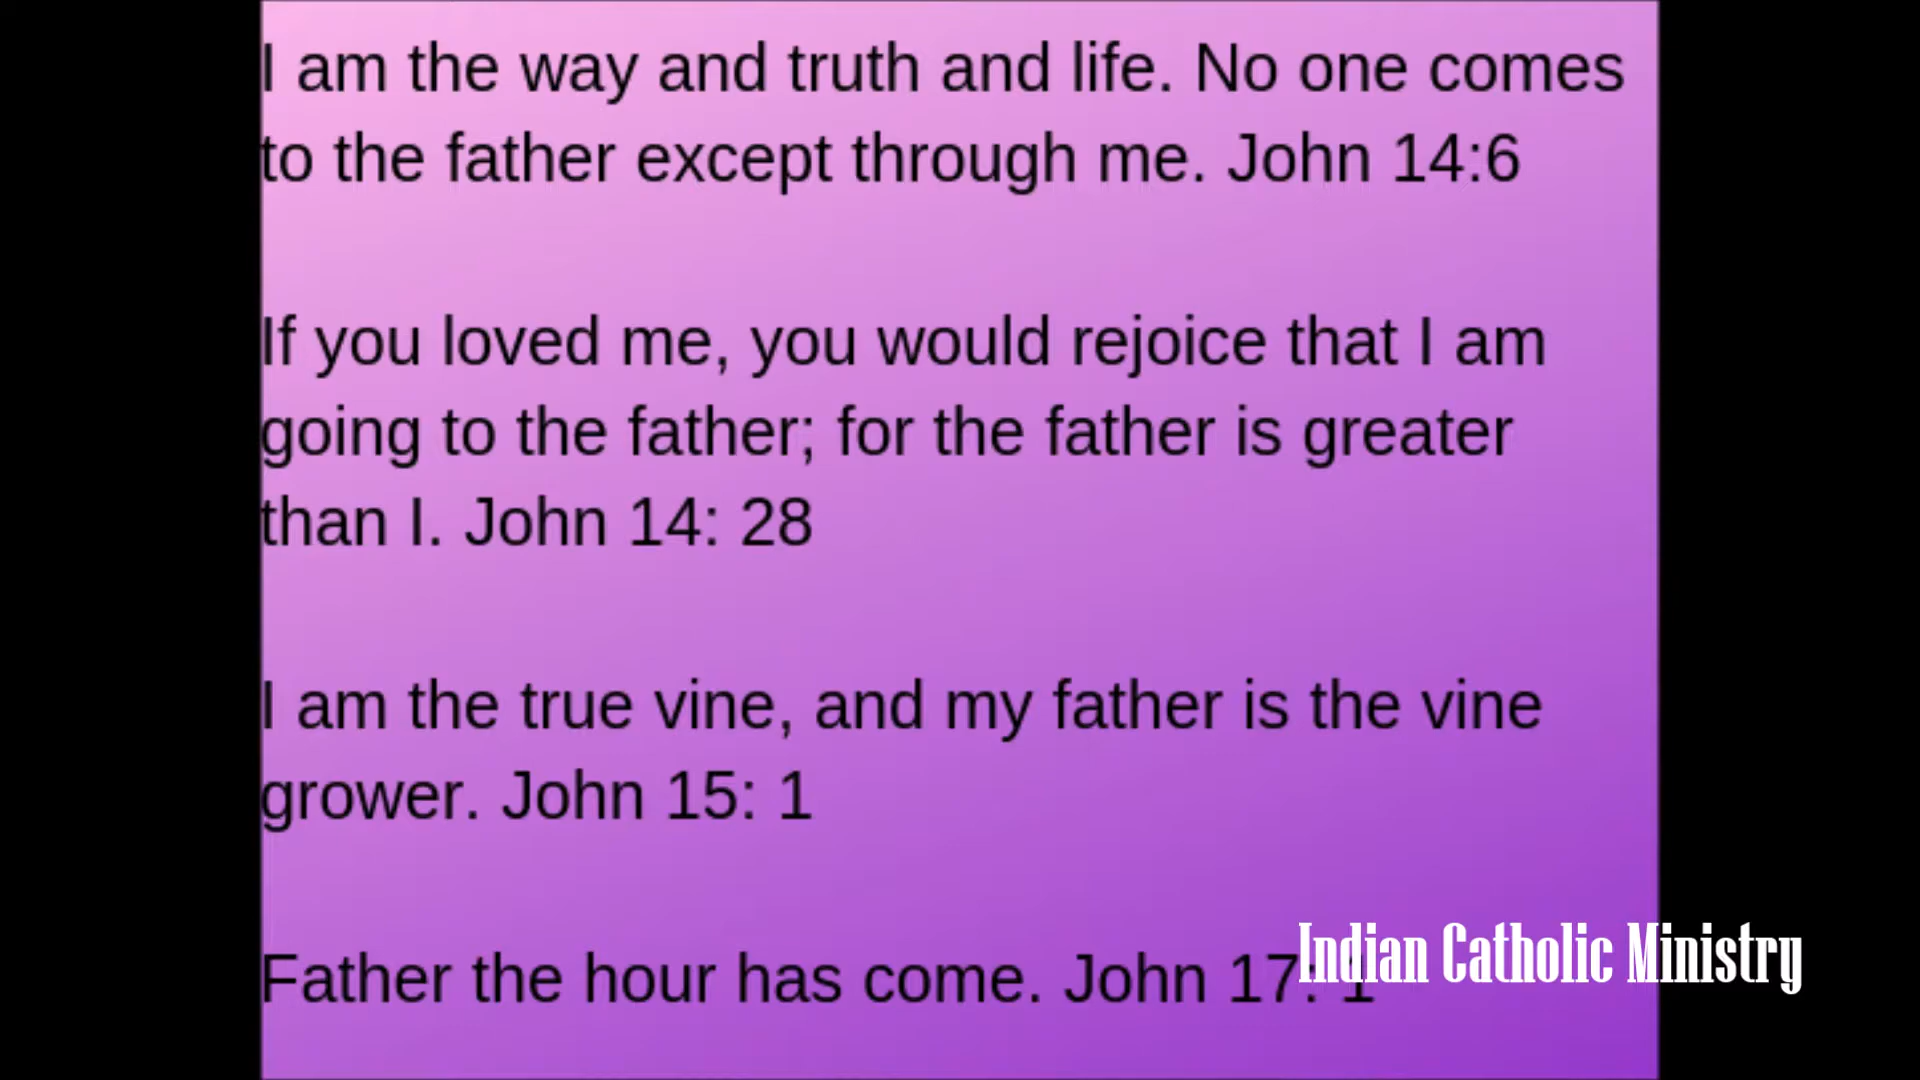 I am the way and truth and life. No one comes
to the father except through me. John 14:6
If you loved me, you would rejoice that I am
going to the father; for the father is greater
than I. John 14: 28
I am the true vine, and my father is the vine
grower. John 15: 1
Father the hour has come. John 17: 1
Indian Catholic Ministry